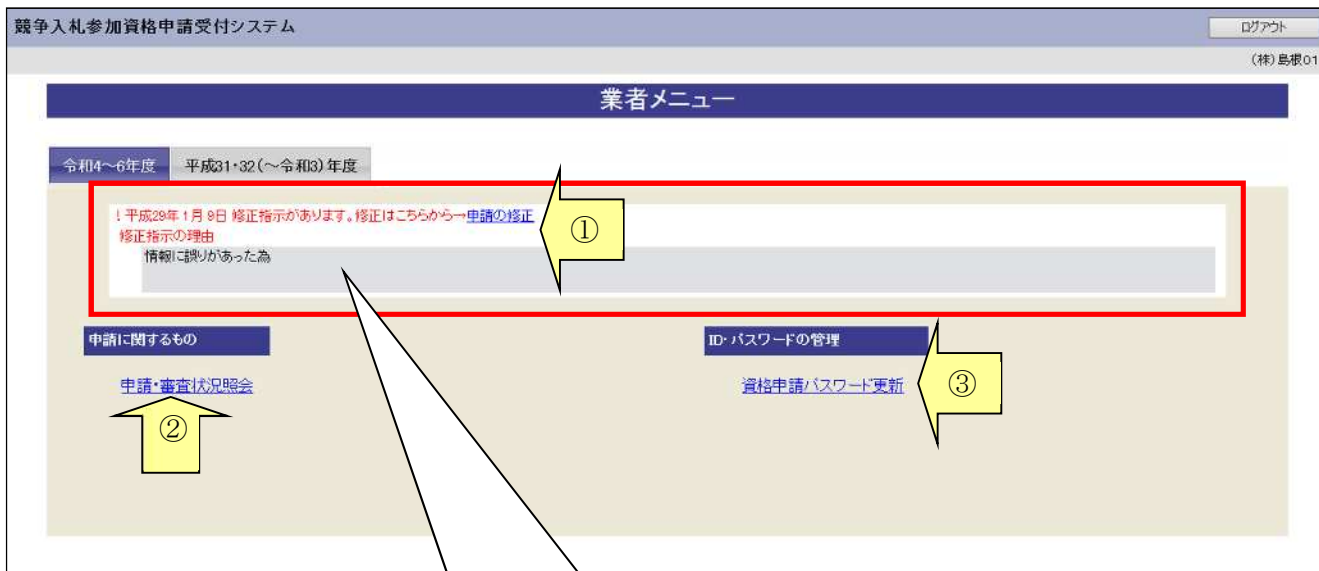 競争入札参加資格申請受付システム
ログアウト
(株)島根01
業者メニュー
令和4～6年度
平成31・32(～令和3)年度
！平成29年1月9日 修正指示があります。修正はこちらから→申請の修正
①
修正指示の理由
情報に誤りがあった為
申請に関するもの
ID・パスワードの管理
申請・審査状況照会
資格申請パスワード更新
③
②